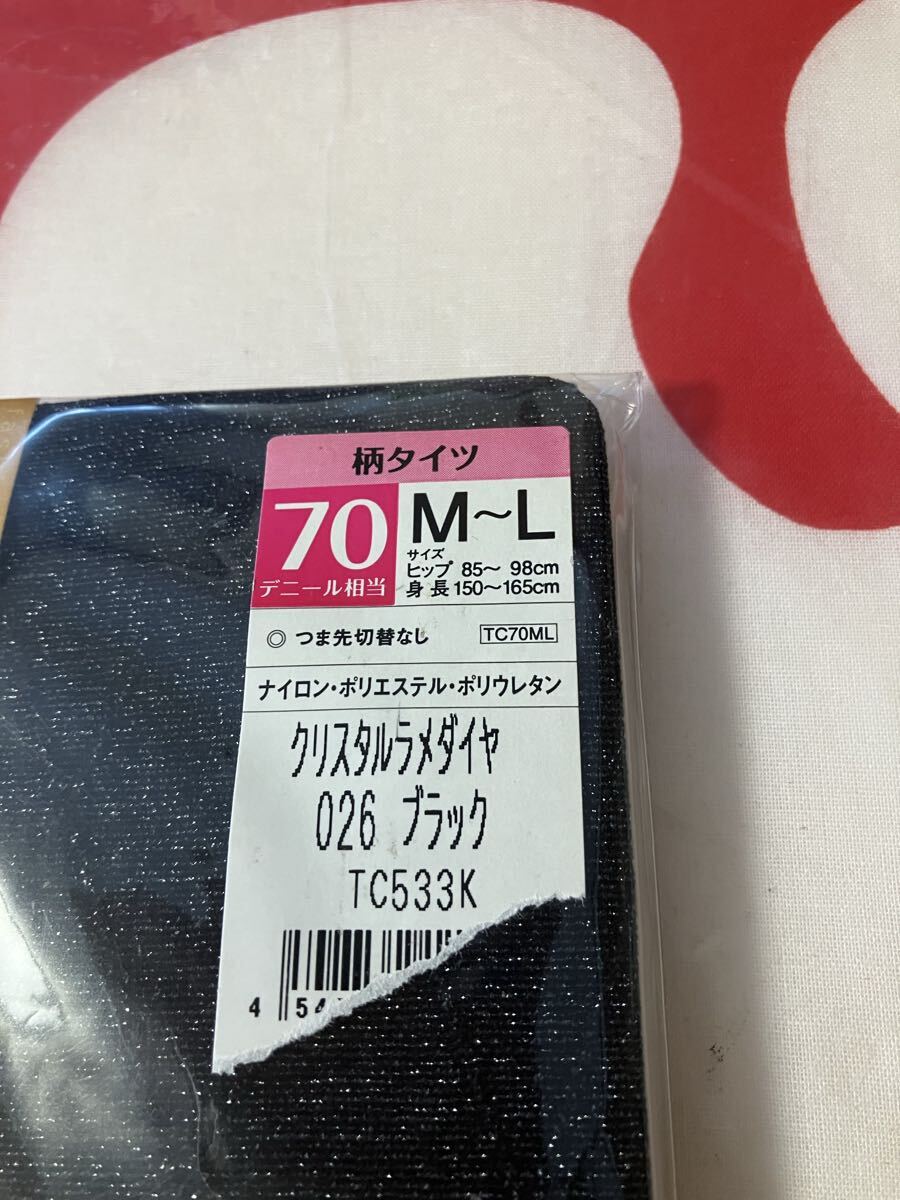 柄タイツ
70
デニール相当
M～L
サイズ
ヒップ 85～ 98cm
身長 150～165cm
◎ つま先切替なし
TC70ML
ナイロン・ポリエステル・ポリウレタン
クリスタルラメダイヤ
026 ブラック
TC533K
4 54